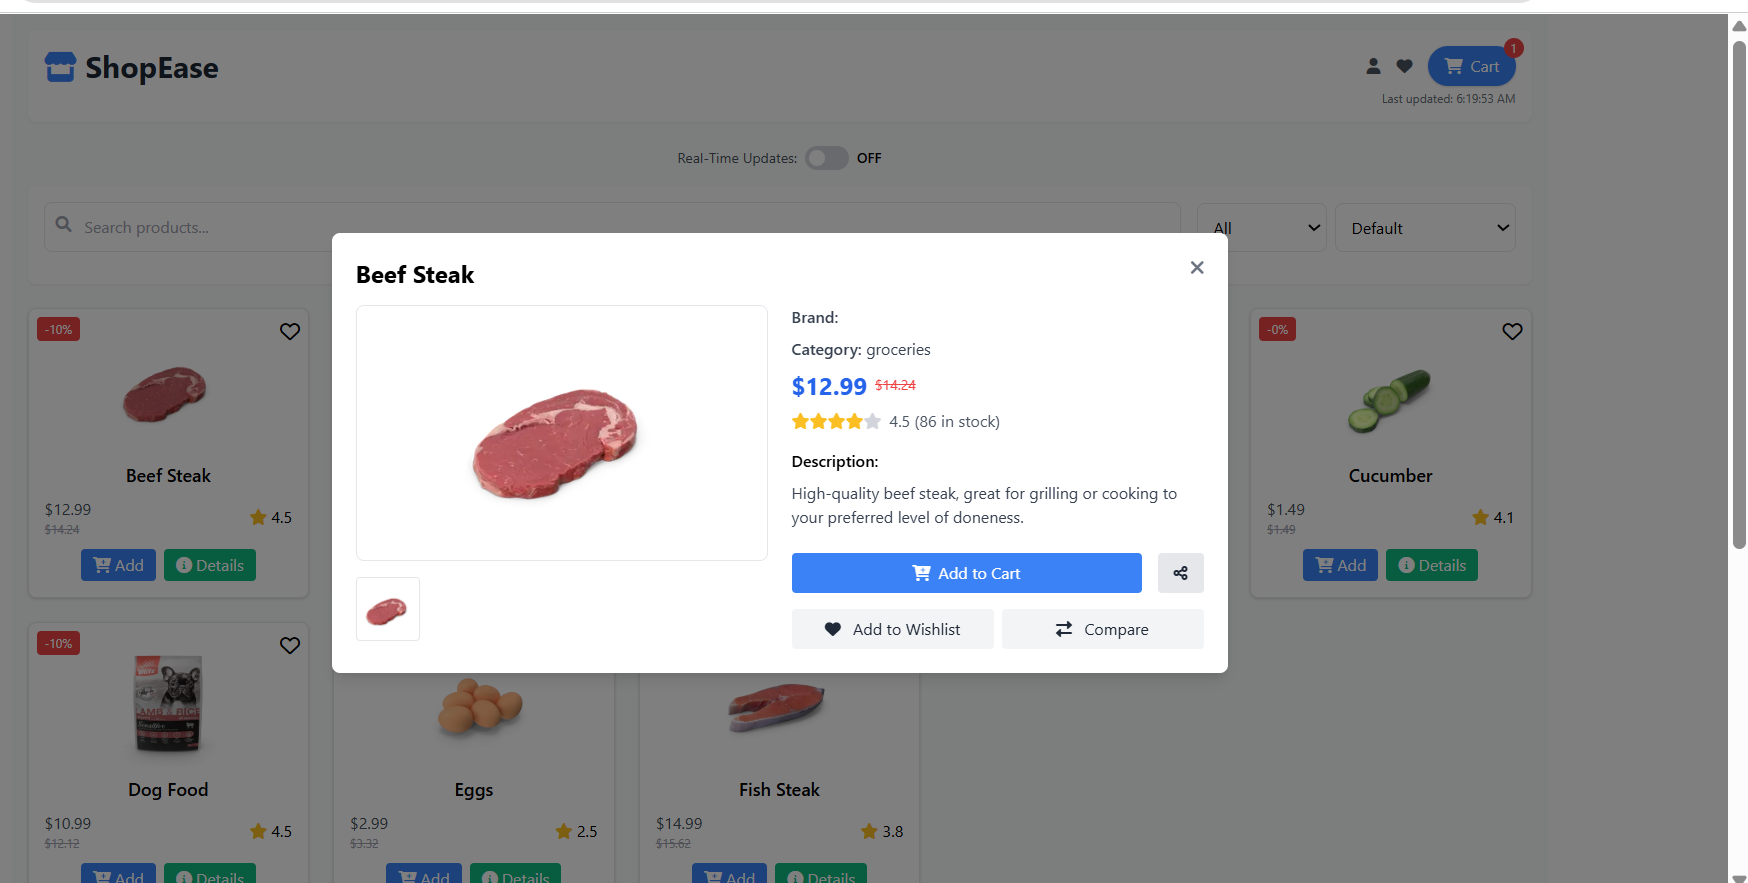 ShopEase
1
Cart
Last updated: 6:19:53 AM
Real-Time Updates: OFF
Search products...
All
Default
Beef Steak
Brand:
Category: groceries
$12.99 $14.24
4.5 (86 in stock)
Description:
High-quality beef steak, great for grilling or cooking to
your preferred level of doneness.
Add to Cart
Add to Wishlist
Compare
-10%
Beef Steak
$12.99
$14.24
4.5
Add
Details
-0%
Cucumber
$1.49
$1.49
4.1
Add
Details
-10%
LAMB & RICE
Dog Food
$10.99
$12.12
4.5
Add
Details
Eggs
$2.99
$3.32
2.5
Add
Details
Fish Steak
$14.99
$15.62
3.8
Add
Details